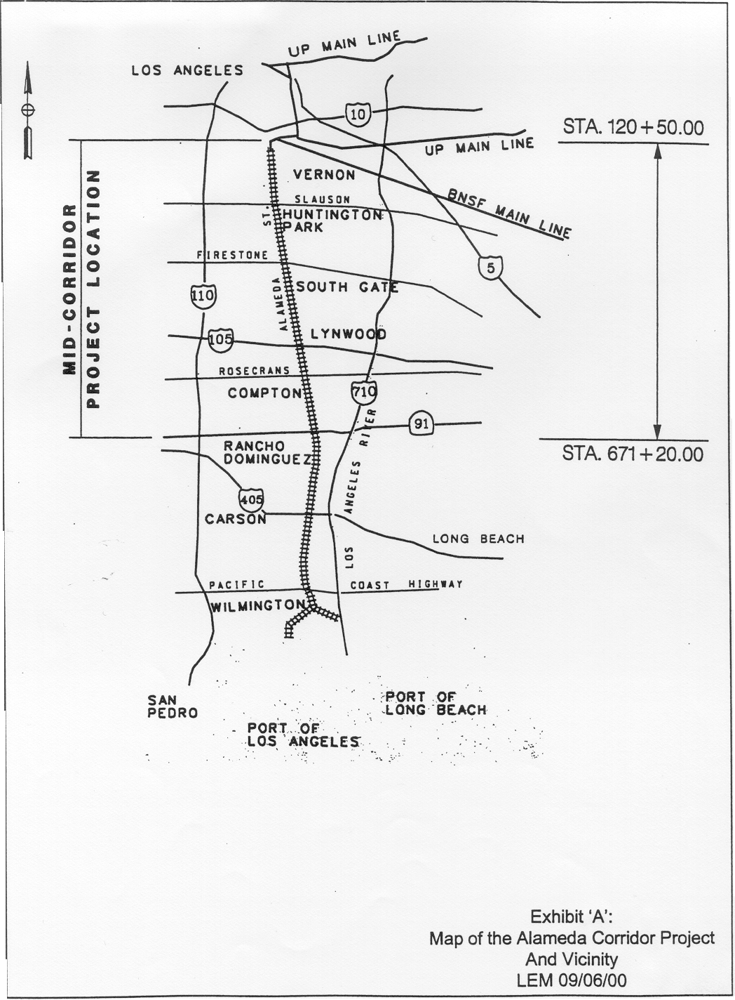 UP MAIN LINE
LOS ANGELES
10
STA. 120+50.00
UP MAIN LINE
VERNON
BNSF MAIN LINE
SLAUSON
ST.
HUNTINGTON
PARK
MID-CORRIDOR
PROJECT LOCATION
FIRESTONE
5
ALAMEDA
SOUTH GATE
110
LYNWOOD
105
ROSECRANS
COMPTON
710
91
RANCHO
DOMINGUEZ
STA. 671+20.00
LOS ANGELES RIVER
405
CARSON
LONG BEACH
PACIFIC COAST HIGHWAY
WILMINGTON
SAN
PEDRO
PORT OF
LONG BEACH
PORT OF
LOS ANGELES
Exhibit ‘A’:
Map of the Alameda Corridor Project
And Vicinity
LEM 09/06/00